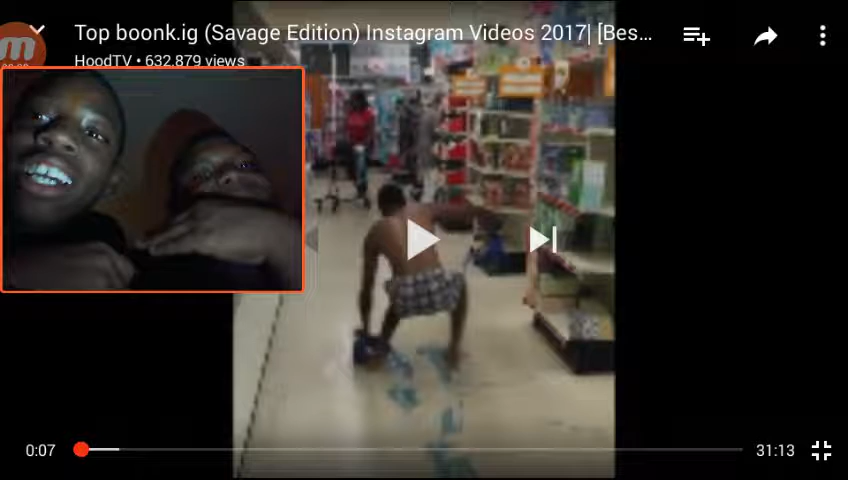 Top boonk.ig (Savage Edition) Instagram Videos 2017| [Bes...
HoodTV • 632,879 views
0:07
31:13